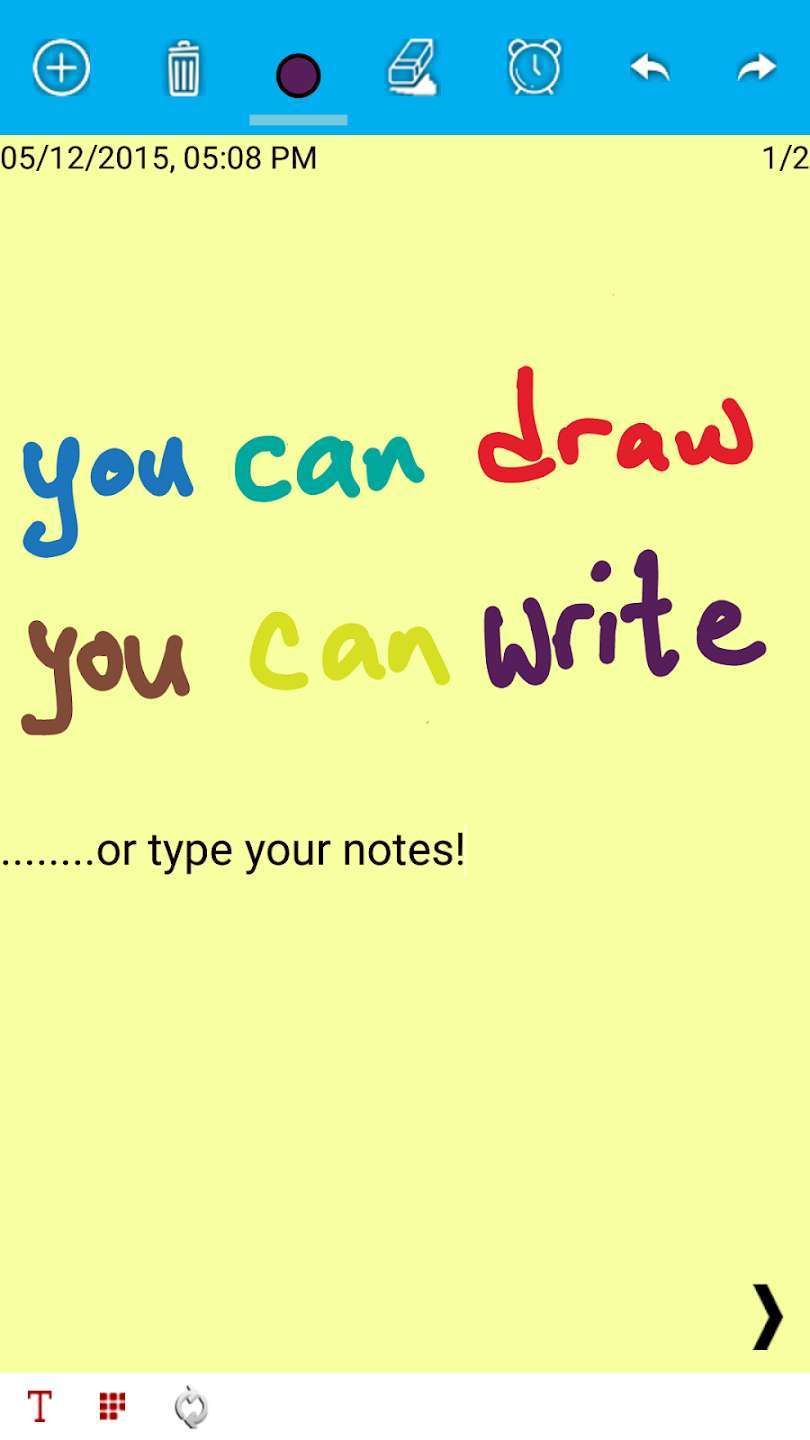 05/12/2015, 05:08 PM 1/2
you can draw
you can write
........or type your notes!
T